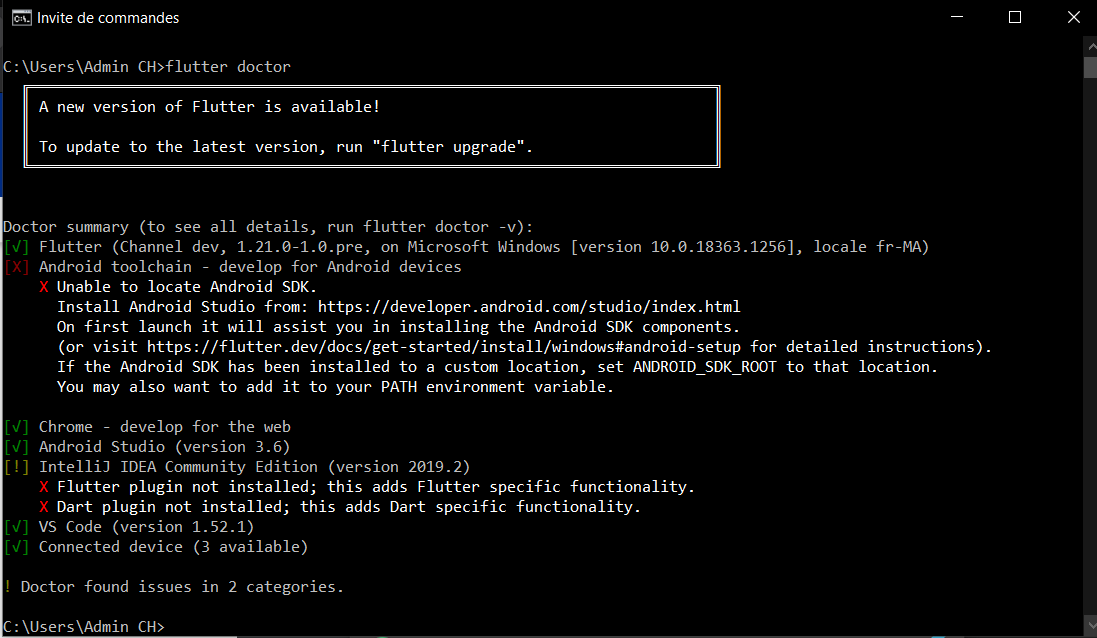 Invite de commandes
C:\Users\Admin CH>flutter doctor
A new version of Flutter is available!
To update to the latest version, run "flutter upgrade".
Doctor summary (to see all details, run flutter doctor -v):
[√] Flutter (Channel dev, 1.21.0-1.0.pre, on Microsoft Windows [version 10.0.18363.1256], locale fr-MA)
[X] Android toolchain - develop for Android devices
X Unable to locate Android SDK.
Install Android Studio from: https://developer.android.com/studio/index.html
On first launch it will assist you in installing the Android SDK components.
(or visit https://flutter.dev/docs/get-started/install/windows#android-setup for detailed instructions).
If the Android SDK has been installed to a custom location, set ANDROID_SDK_ROOT to that location.
You may also want to add it to your PATH environment variable.
[√] Chrome - develop for the web
[√] Android Studio (version 3.6)
[!] IntelliJ IDEA Community Edition (version 2019.2)
X Flutter plugin not installed; this adds Flutter specific functionality.
X Dart plugin not installed; this adds Dart specific functionality.
[√] VS Code (version 1.52.1)
[√] Connected device (3 available)
! Doctor found issues in 2 categories.
C:\Users\Admin CH>